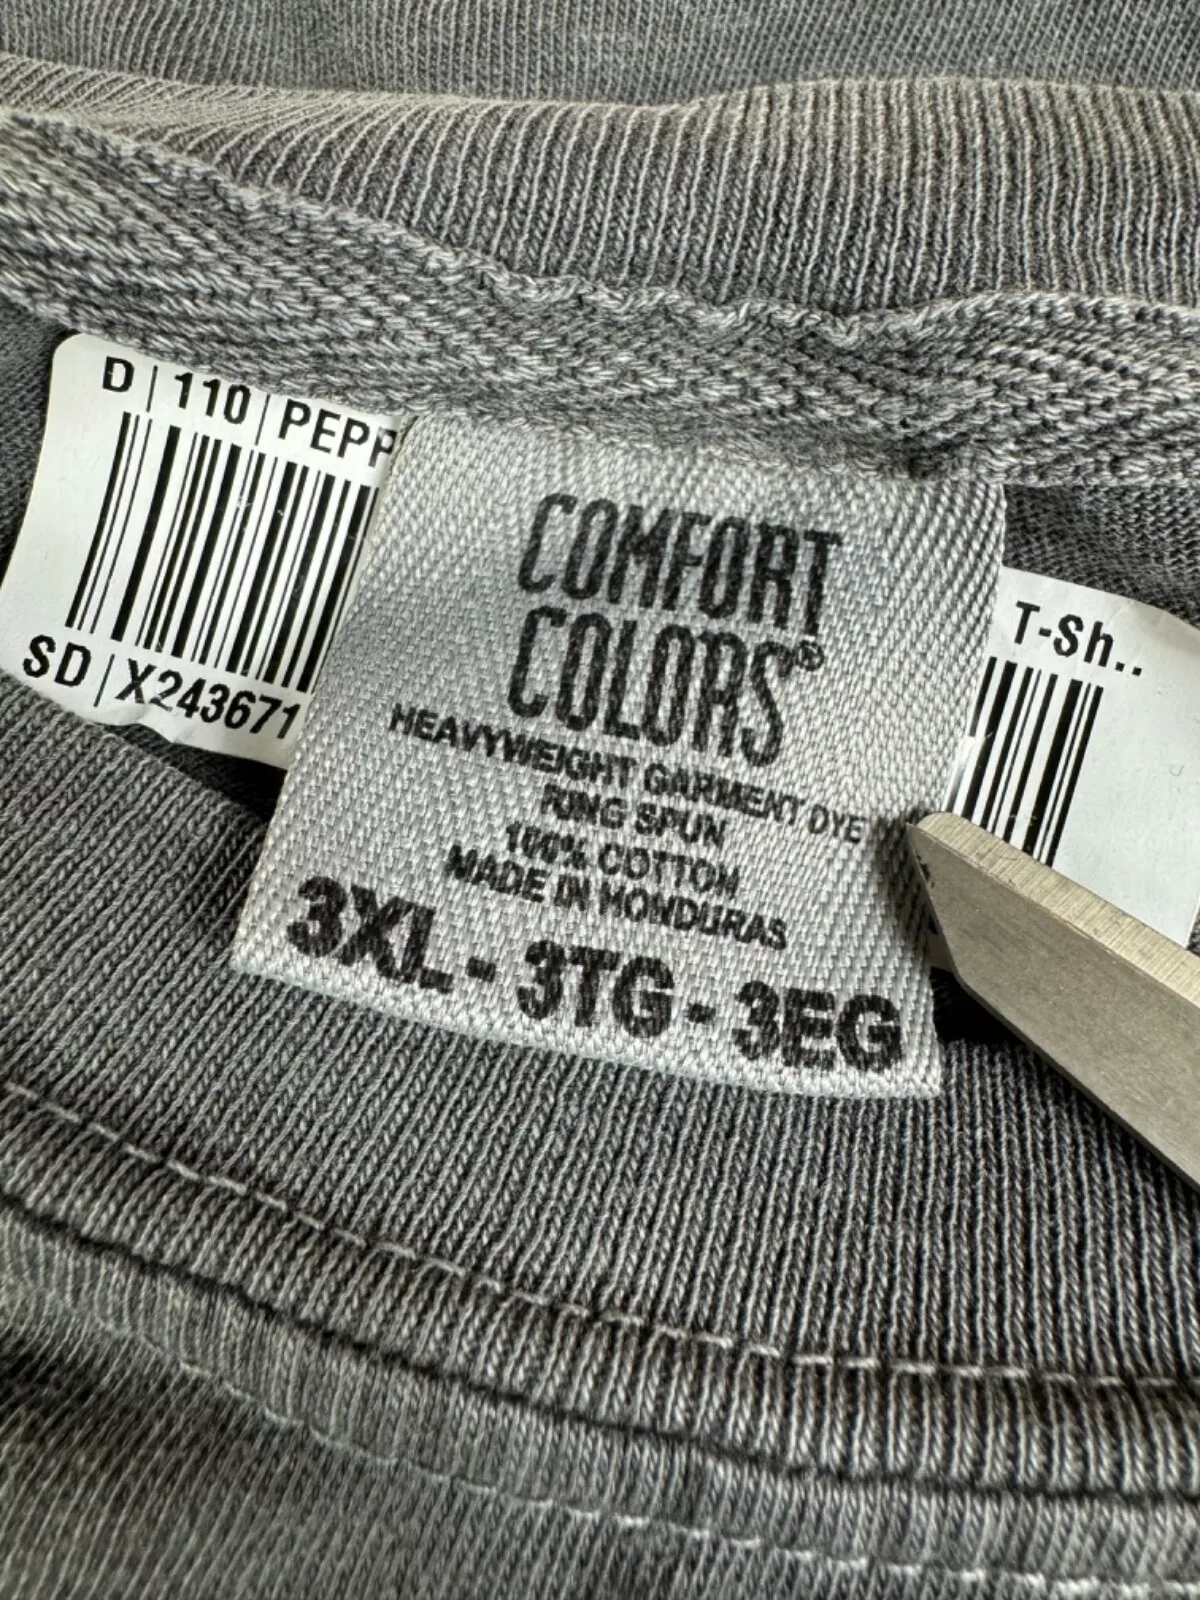 D | 110 | PEPP
SD | X243671
COMFORT
COLORS®
HEAVYWEIGHT GARMENT DYE
RING SPUN
100% COTTON
MADE IN HONDURAS
3XL - 3TG - 3EG
T-Sh..